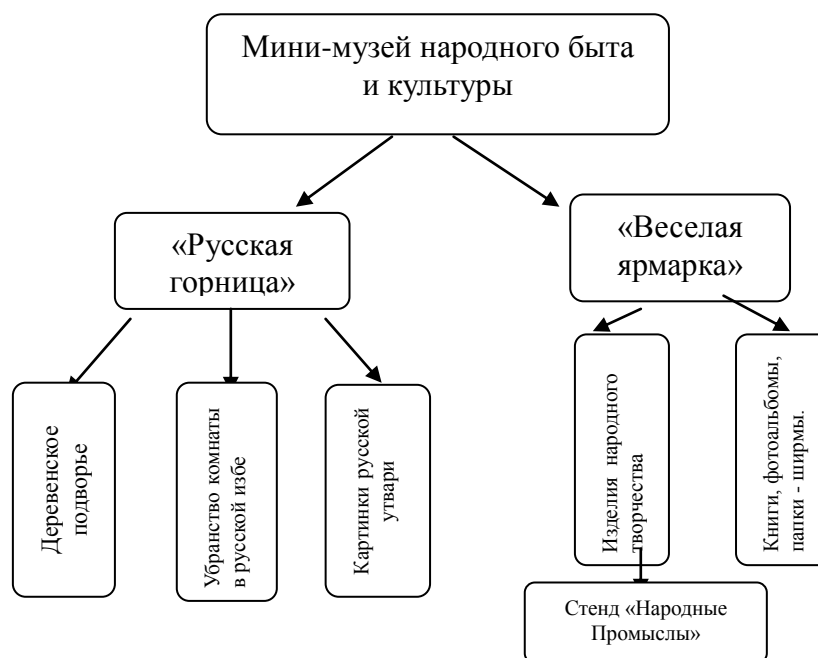 Мини-музей народного быта
и культуры
«Русская
горница»
«Веселая
ярмарка»
Деревенское
подворье
Убранство комнаты
в русской избе
Картинки русской
утвари
Изделия народного
творчества
Книги, фотоальбомы,
папки - ширмы.
Стенд «Народные
Промыслы»